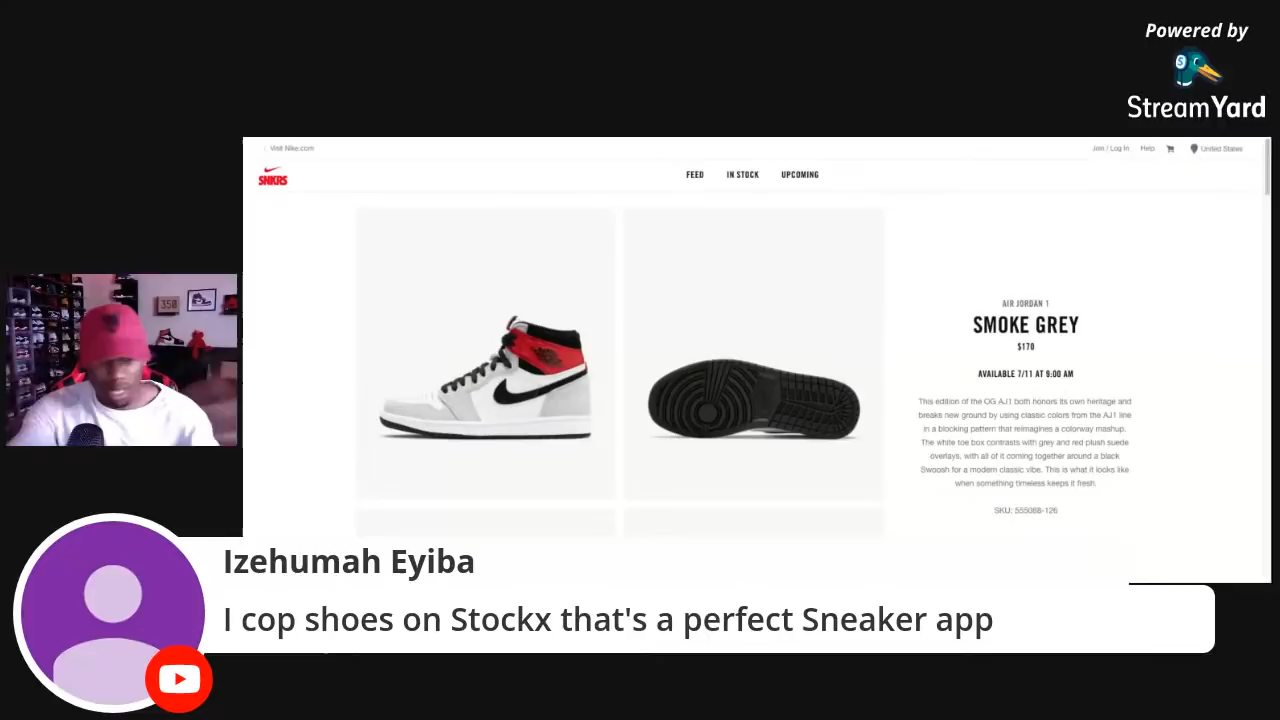 Powered by
StreamYard
Visit Nike.com
Join / Log In
Help
United States
SNKRS
FEED
IN STOCK
UPCOMING
350
AIR JORDAN 1
SMOKE GREY
$170
AVAILABLE 7/11 AT 9:00 AM
This edition of the OG AJ1 both honors its own heritage and
breaks new ground by using classic colors from the AJ1 line
in a blocking pattern that reimagines a colorway mashup.
The white toe box contrasts with grey and red plush suede
overlays, with all of it coming together around a black
Swoosh for a modern classic vibe. This is what it looks like
when something timeless keeps it fresh.
SKU: 555088-126
Izehumah Eyiba
I cop shoes on Stockx that's a perfect Sneaker app